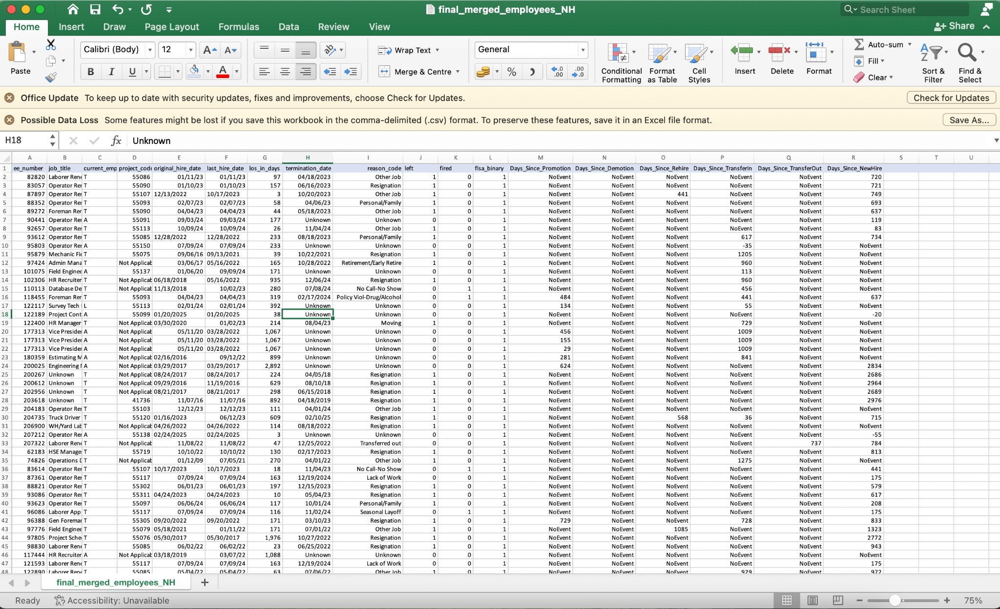 final_merged_employees_NH
Search Sheet
Home Insert Draw Page Layout Formulas Data Review View
Share
Paste
Calibri (Body) 12
Wrap Text
Merge & Centre
General
Conditional Formatting
Format as Table
Cell Styles
Insert Delete Format
Auto-sum
Fill
Clear
Sort & Filter
Find & Select
Office Update To keep up to date with security updates, fixes and improvements, choose Check for Updates.
Check for Updates
Possible Data Loss Some features might be lost if you save this workbook in the comma-delimited (.csv) format. To preserve these features, save it in an Excel file format.
Save As...
H18 fx Unknown
A B C D E F G H I J K L M N O P Q R S T U
1 ee_number job_title current_emp project_code original_hire_date last_hire_date los_in_days termination_date reason_code left fired flsa_binary Days_Since_Promotion Days_Since_Demotion Days_Since_Rehire Days_Since_TransferIn Days_Since_TransferOut Days_Since_NewHire
2 82820 Laborer Rene T 55086 01/11/23 01/11/23 97 04/18/2023 Other Job 1 0 1 NoEvent NoEvent NoEvent NoEvent NoEvent 720
3 83057 Operator Rer T 55090 01/10/23 01/10/23 157 06/16/2023 Resignation 1 0 1 NoEvent NoEvent NoEvent NoEvent NoEvent 721
4 87897 Operator Rer T 55107 12/13/2022 10/17/2023 3 10/20/2023 Other Job 1 0 1 NoEvent NoEvent 441 NoEvent NoEvent 749
5 88352 Operator Rer T 55093 02/07/23 02/07/23 58 04/06/23 Personal/Family 1 0 1 NoEvent NoEvent NoEvent NoEvent NoEvent 693
6 89272 Foreman Rer T 55090 04/04/23 04/04/23 44 05/18/2023 Other Job 1 0 1 NoEvent NoEvent NoEvent NoEvent NoEvent 637
7 90441 Operator Rer A 55091 09/03/24 09/03/24 177 Unknown Unknown 0 0 1 NoEvent NoEvent NoEvent NoEvent NoEvent 119
8 92657 Operator Rer T 55113 10/09/24 10/09/24 26 11/04/24 Other Job 1 0 1 NoEvent NoEvent NoEvent NoEvent NoEvent 83
9 93612 Operator Rer T 55085 12/28/2022 12/28/2022 233 08/18/2023 Personal/Family 1 0 1 NoEvent NoEvent NoEvent 617 NoEvent 734
10 95803 Operator Rer A 55150 07/09/24 07/09/24 233 Unknown Unknown 0 0 1 NoEvent NoEvent NoEvent -35 NoEvent NoEvent
11 95879 Mechanic Fie T 55075 09/06/16 09/13/2021 39 10/22/2021 Resignation 1 0 1 NoEvent NoEvent NoEvent 1205 NoEvent NoEvent
12 97424 Admin Mana T Not Applicab 03/06/17 05/16/2022 165 10/28/2022 Retirement/Early Retire 1 0 1 NoEvent NoEvent NoEvent 960 NoEvent NoEvent
13 101075 Field Enginee A 55137 01/06/20 09/09/24 171 Unknown Unknown 0 0 1 NoEvent NoEvent NoEvent 113 NoEvent NoEvent
14 102306 HR Recruiter T Not Applicab 06/18/2018 05/16/2022 935 12/06/24 Resignation 1 0 1 NoEvent NoEvent NoEvent 960 NoEvent NoEvent
15 110113 Database De T Not Applicab 11/13/2018 10/02/23 280 07/08/24 No Call-No Show 0 1 1 NoEvent NoEvent NoEvent 456 NoEvent NoEvent
16 118455 Foreman Rer T 55093 04/04/23 04/04/23 319 02/17/2024 Policy Viol-Drug/Alcohol 0 1 1 484 NoEvent NoEvent 441 NoEvent 637
17 122117 Survey Tech L 55113 02/01/24 02/01/24 392 Unknown Unknown 0 0 1 134 NoEvent NoEvent 55 NoEvent NoEvent
18 122189 Project Cont A 55099 01/20/2025 01/20/2025 38 Unknown Unknown 0 0 1 NoEvent NoEvent NoEvent NoEvent NoEvent -20
19 122400 HR Manager T Not Applicab 03/30/2020 01/02/23 214 08/04/23 Moving 1 0 1 NoEvent NoEvent NoEvent 729 NoEvent NoEvent
20 177313 Vice Presider A Not Applicab 05/11/20 03/28/2022 1,067 Unknown Unknown 0 0 1 456 NoEvent NoEvent 1009 NoEvent NoEvent
21 177313 Vice Presider A Not Applicab 05/11/20 03/28/2022 1,067 Unknown Unknown 0 0 1 155 NoEvent NoEvent 1009 NoEvent NoEvent
22 177313 Vice Presider A Not Applicab 05/11/20 03/28/2022 1,067 Unknown Unknown 0 0 1 29 NoEvent NoEvent 1009 NoEvent NoEvent
23 180359 Estimating M A Not Applicab 02/16/2016 09/12/22 899 Unknown Unknown 0 0 1 281 NoEvent NoEvent 841 NoEvent NoEvent
24 200025 Engineering A Not Applicab 03/29/2017 03/29/2017 2,892 Unknown Unknown 0 0 1 624 NoEvent NoEvent NoEvent NoEvent 2834
25 200267 Unknown T Not Applicab 08/24/2017 08/24/2017 224 04/05/18 Resignation 1 0 1 NoEvent NoEvent NoEvent NoEvent NoEvent 2686
26 200612 Unknown T Not Applicab 09/29/2016 11/19/2016 629 08/10/18 Resignation 1 0 1 NoEvent NoEvent NoEvent NoEvent NoEvent 2964
27 202956 Unknown T Not Applicab 08/21/2017 08/21/2017 298 06/15/2018 Resignation 1 0 1 NoEvent NoEvent NoEvent NoEvent NoEvent 2689
28 203618 Unknown T 41736 11/07/16 11/07/16 892 04/18/2019 Resignation 1 0 1 NoEvent NoEvent NoEvent NoEvent NoEvent 2976
29 204183 Operator Rer T 55103 12/12/23 12/12/23 111 04/01/24 Other Job 1 0 1 NoEvent NoEvent NoEvent NoEvent NoEvent NoEvent
30 204735 Truck Driver T 55120 01/16/2023 06/12/23 609 02/10/25 Resignation 1 0 1 NoEvent NoEvent 568 36 NoEvent 715
31 206900 WH/Yard Lab T Not Applicab 04/26/2022 04/26/2022 114 08/18/2022 Resignation 1 0 1 NoEvent NoEvent NoEvent NoEvent NoEvent NoEvent
32 207212 Operator Rer A 55138 02/24/2025 02/24/2025 3 Unknown Unknown 0 0 1 NoEvent NoEvent NoEvent NoEvent NoEvent -55
33 207322 Laborer Rene T Not Applicab 11/08/22 11/08/22 47 12/25/2022 Transferred out 0 0 1 NoEvent NoEvent NoEvent NoEvent 737 784
34 62183 HSE Manage T 55719 10/10/22 10/10/22 130 02/17/2023 Resignation 1 0 1 NoEvent NoEvent NoEvent NoEvent NoEvent 813
35 74826 Operations D T Not Applicab 01/12/09 07/05/21 270 04/01/22 Other Job 1 0 1 NoEvent NoEvent NoEvent 1275 NoEvent NoEvent
36 83614 Operator Rer T 55107 10/17/2023 10/17/2023 18 11/04/23 No Call-No Show 0 1 1 NoEvent NoEvent NoEvent NoEvent NoEvent 441
37 87361 Operator Rer T 55117 07/09/24 07/09/24 163 12/19/2024 Lack of Work 0 0 1 NoEvent NoEvent NoEvent NoEvent NoEvent 175
38 88821 Operator Rer T 55302 06/01/23 06/01/23 197 12/15/2023 Resignation 1 0 1 NoEvent NoEvent NoEvent NoEvent NoEvent 579
39 93086 Operator Rer T 55311 04/24/2023 04/24/2023 10 05/04/23 Resignation 1 0 1 NoEvent NoEvent NoEvent NoEvent NoEvent 617
40 93623 Operator Rer T 55097 06/06/24 06/06/24 117 10/01/24 Personal/Family 1 0 1 NoEvent NoEvent NoEvent NoEvent NoEvent 208
41 96086 Laborer App T 55117 07/09/24 07/09/24 116 11/02/24 Seasonal Layoff 0 1 1 NoEvent NoEvent NoEvent NoEvent NoEvent 175
42 96388 Gen Foremar T 55305 09/20/2022 09/20/2022 171 03/10/23 Resignation 1 0 1 729 NoEvent NoEvent 728 NoEvent 833
43 97776 Field Enginee T 55079 05/18/2021 01/11/22 171 07/01/22 Other Job 1 0 1 NoEvent NoEvent 1085 NoEvent NoEvent 1323
44 97805 Project Sche T 55076 05/30/2017 05/30/2017 1,976 10/27/2022 Resignation 1 0 1 NoEvent NoEvent NoEvent NoEvent NoEvent 2772
45 98830 Laborer Rene T 55085 06/02/22 06/02/22 23 06/25/2022 Resignation 1 0 1 NoEvent NoEvent NoEvent NoEvent NoEvent 943
46 117444 HR Recruiter A Not Applicab 03/18/2019 03/07/22 1,088 Unknown Unknown 0 0 1 NoEvent NoEvent NoEvent NoEvent NoEvent NoEvent
47 121593 Laborer Rene T 55117 07/09/24 07/09/24 163 12/19/2024 Lack of Work 0 0 1 NoEvent NoEvent NoEvent NoEvent NoEvent 175
48 122890 Laborer Rene T 55085 05/04/22 05/04/22 63 07/06/22 Other Job 1 0 1 NoEvent NoEvent NoEvent 929 NoEvent 972
final_merged_employees_NH
Ready Accessibility: Unavailable 75%